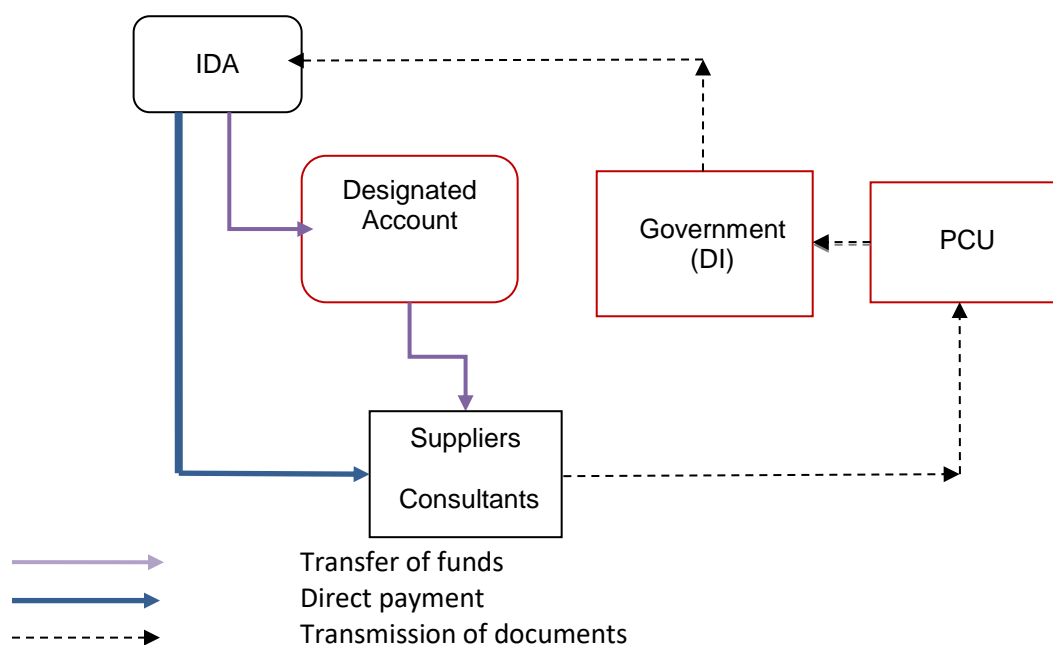 IDA
Designated
Account
Government
(DI)
PCU
Suppliers
Consultants
Transfer of funds
Direct payment
Transmission of documents